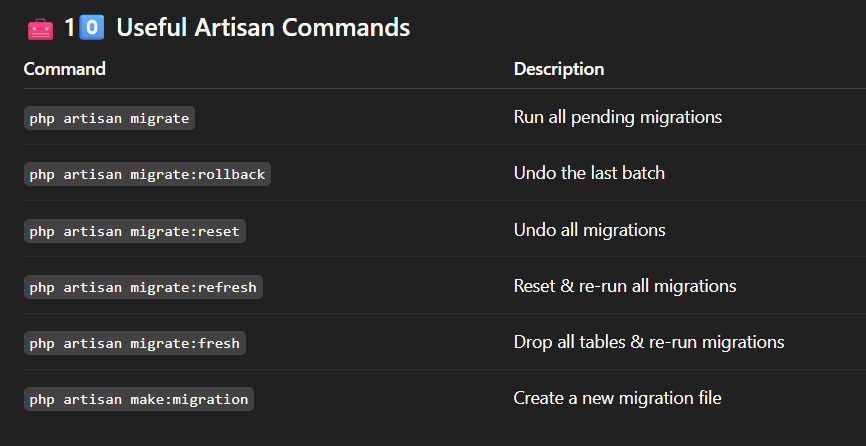 🧰 1️0️⃣ Useful Artisan Commands
Command Description
php artisan migrate Run all pending migrations
php artisan migrate:rollback Undo the last batch
php artisan migrate:reset Undo all migrations
php artisan migrate:refresh Reset & re-run all migrations
php artisan migrate:fresh Drop all tables & re-run migrations
php artisan make:migration Create a new migration file